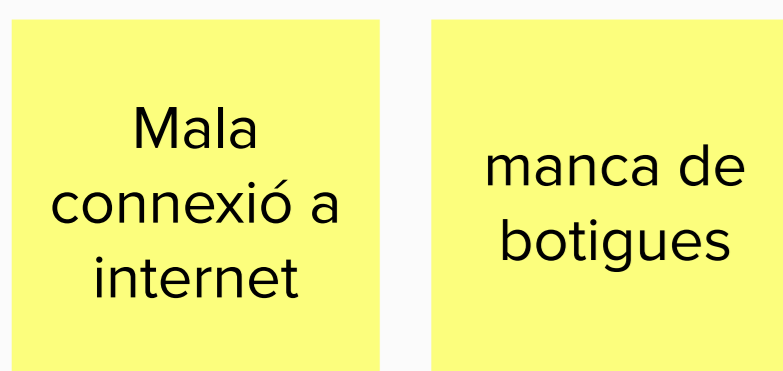 Mala
connexió a
internet
manca de
botigues